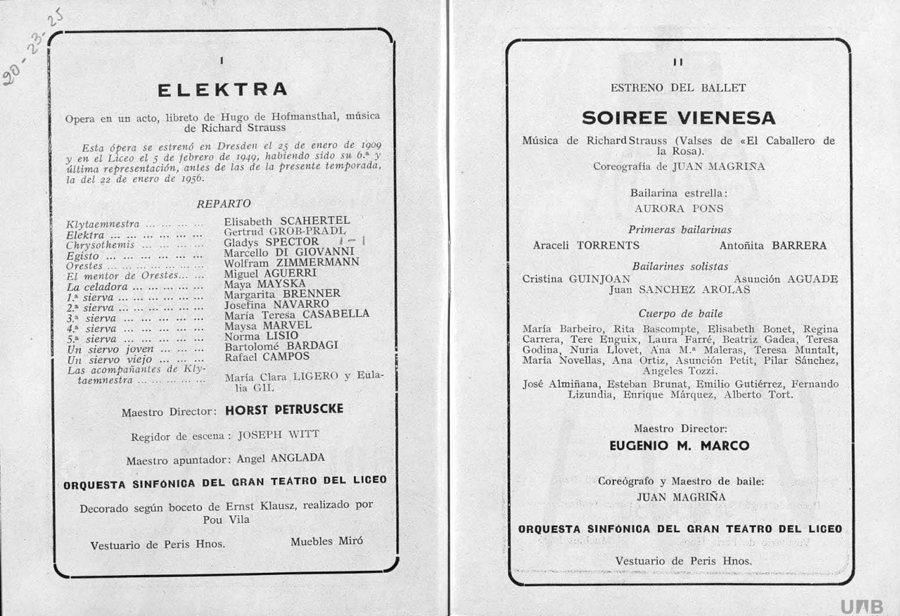 20-23-25
I
ELEKTRA
Opera en un acto, libreto de Hugo de Hofmansthal, música
de Richard Strauss
Esta ópera se estrenó en Dresden el 25 de enero de 1909
y en el Liceo el 5 de febrero de 1949, habiendo sido su 6.ª y
última representación, antes de las de la presente temporada,
la del 22 de enero de 1956.
REPARTO
Klytaemnestra ... ... ... ... Elisabeth SCAHERTEL
Elektra ... ... ... ... ... Gertrud GROB-PRADL
Chrysothemis ... ... ... ... Gladys SPECTOR 1-1
Egisto ... ... ... ... ... Marcello DI GIOVANNI
Orestes ... ... ... ... ... Wolfram ZIMMERMANN
El mentor de Orestes... ... Miguel AGUERRI
La celadora ... ... ... ... Maya MAYSKA
1.ª sierva ... ... ... ... ... Margarita BRENNER
2.ª sierva ... ... ... ... ... Josefina NAVARRO
3.ª sierva ... ... ... ... ... María Teresa CASABELLA
4.ª sierva ... ... ... ... ... Maysa MARVEL
5.ª sierva ... ... ... ... ... Norma LISIO
Un siervo joven ... ... ... Bartolomé BARDAGI
Un siervo viejo ... ... ... Rafael CAMPOS
Las acompañantes de Kly-
taemnestra ... ... ... ... María Clara LIGERO y Eula-
lia GIL
Maestro Director: HORST PETRUSCKE
Regidor de escena: JOSEPH WITT
Maestro apuntador: Angel ANGLADA
ORQUESTA SINFONICA DEL GRAN TEATRO DEL LICEO
Decorado según boceto de Ernst Klausz, realizado por
Pou Vila
Vestuario de Peris Hnos. Muebles Miró
II
ESTRENO DEL BALLET
SOIREE VIENESA
Música de Richard Strauss (Valses de «El Caballero de
la Rosa).
Coreografía de JUAN MAGRIÑA
Bailarina estrella:
AURORA PONS
Primeras bailarinas
Araceli TORRENTS Antoñita BARRERA
Bailarines solistas
Cristina GUINJOAN Asunción AGUADE
Juan SANCHEZ AROLAS
Cuerpo de baile
María Barbeiro, Rita Bascompte, Elisabeth Bonet, Regina
Carrera, Tere Enguix, Laura Farré, Beatriz Gadea, Teresa
Godina, Nuria Llovet, Ana M.ª Maleras, Teresa Muntalt,
María Novellas, Ana Ortiz, Asunción Petit, Pilar Sánchez,
Angeles Tozzi.
José Almiñana, Esteban Brunat, Emilio Gutiérrez, Fernando
Lizundia, Enrique Márquez, Alberto Tort.
Maestro Director:
EUGENIO M. MARCO
Coreógrafo y Maestro de baile:
JUAN MAGRIÑA
ORQUESTA SINFONICA DEL GRAN TEATRO DEL LICEO
Vestuario de Peris Hnos.
UAB